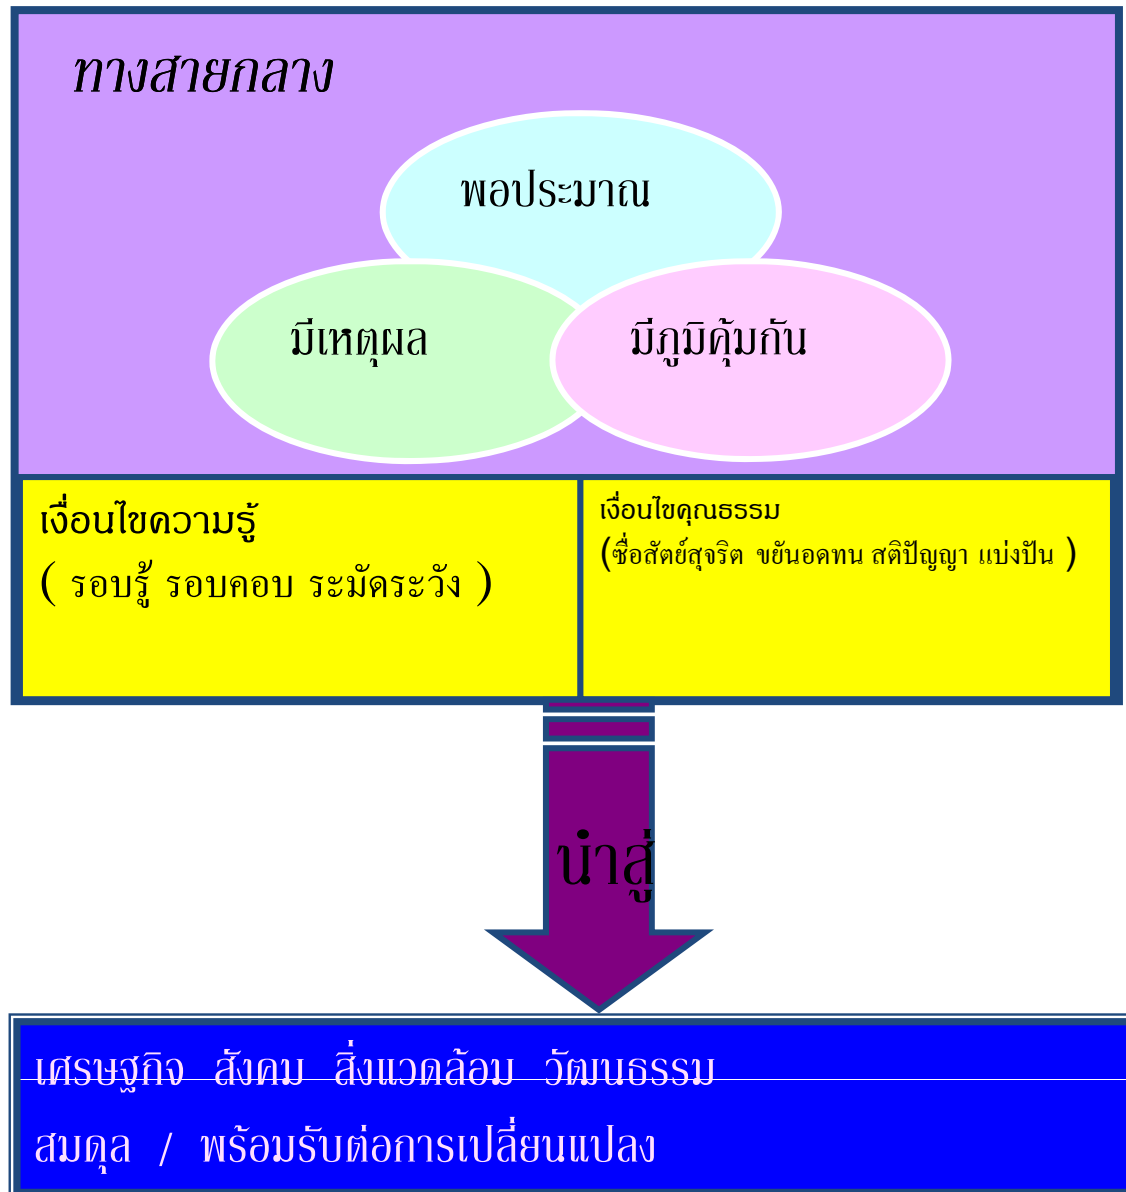 ทางสายกลาง
พอประมาณ
มีเหตุผล
มีภูมิคุ้มกัน
เงื่อนไขความรู้
( รอบรู้ รอบคอบ ระมัดระวัง )
เงื่อนไขคุณธรรม
(ซื่อสัตย์สุจริต ขยันอดทน สติปัญญา แบ่งปัน )
นำสู่
เศรษฐกิจ สังคม สิ่งแวดล้อม วัฒนธรรม
สมดุล / พร้อมรับต่อการเปลี่ยนแปลง